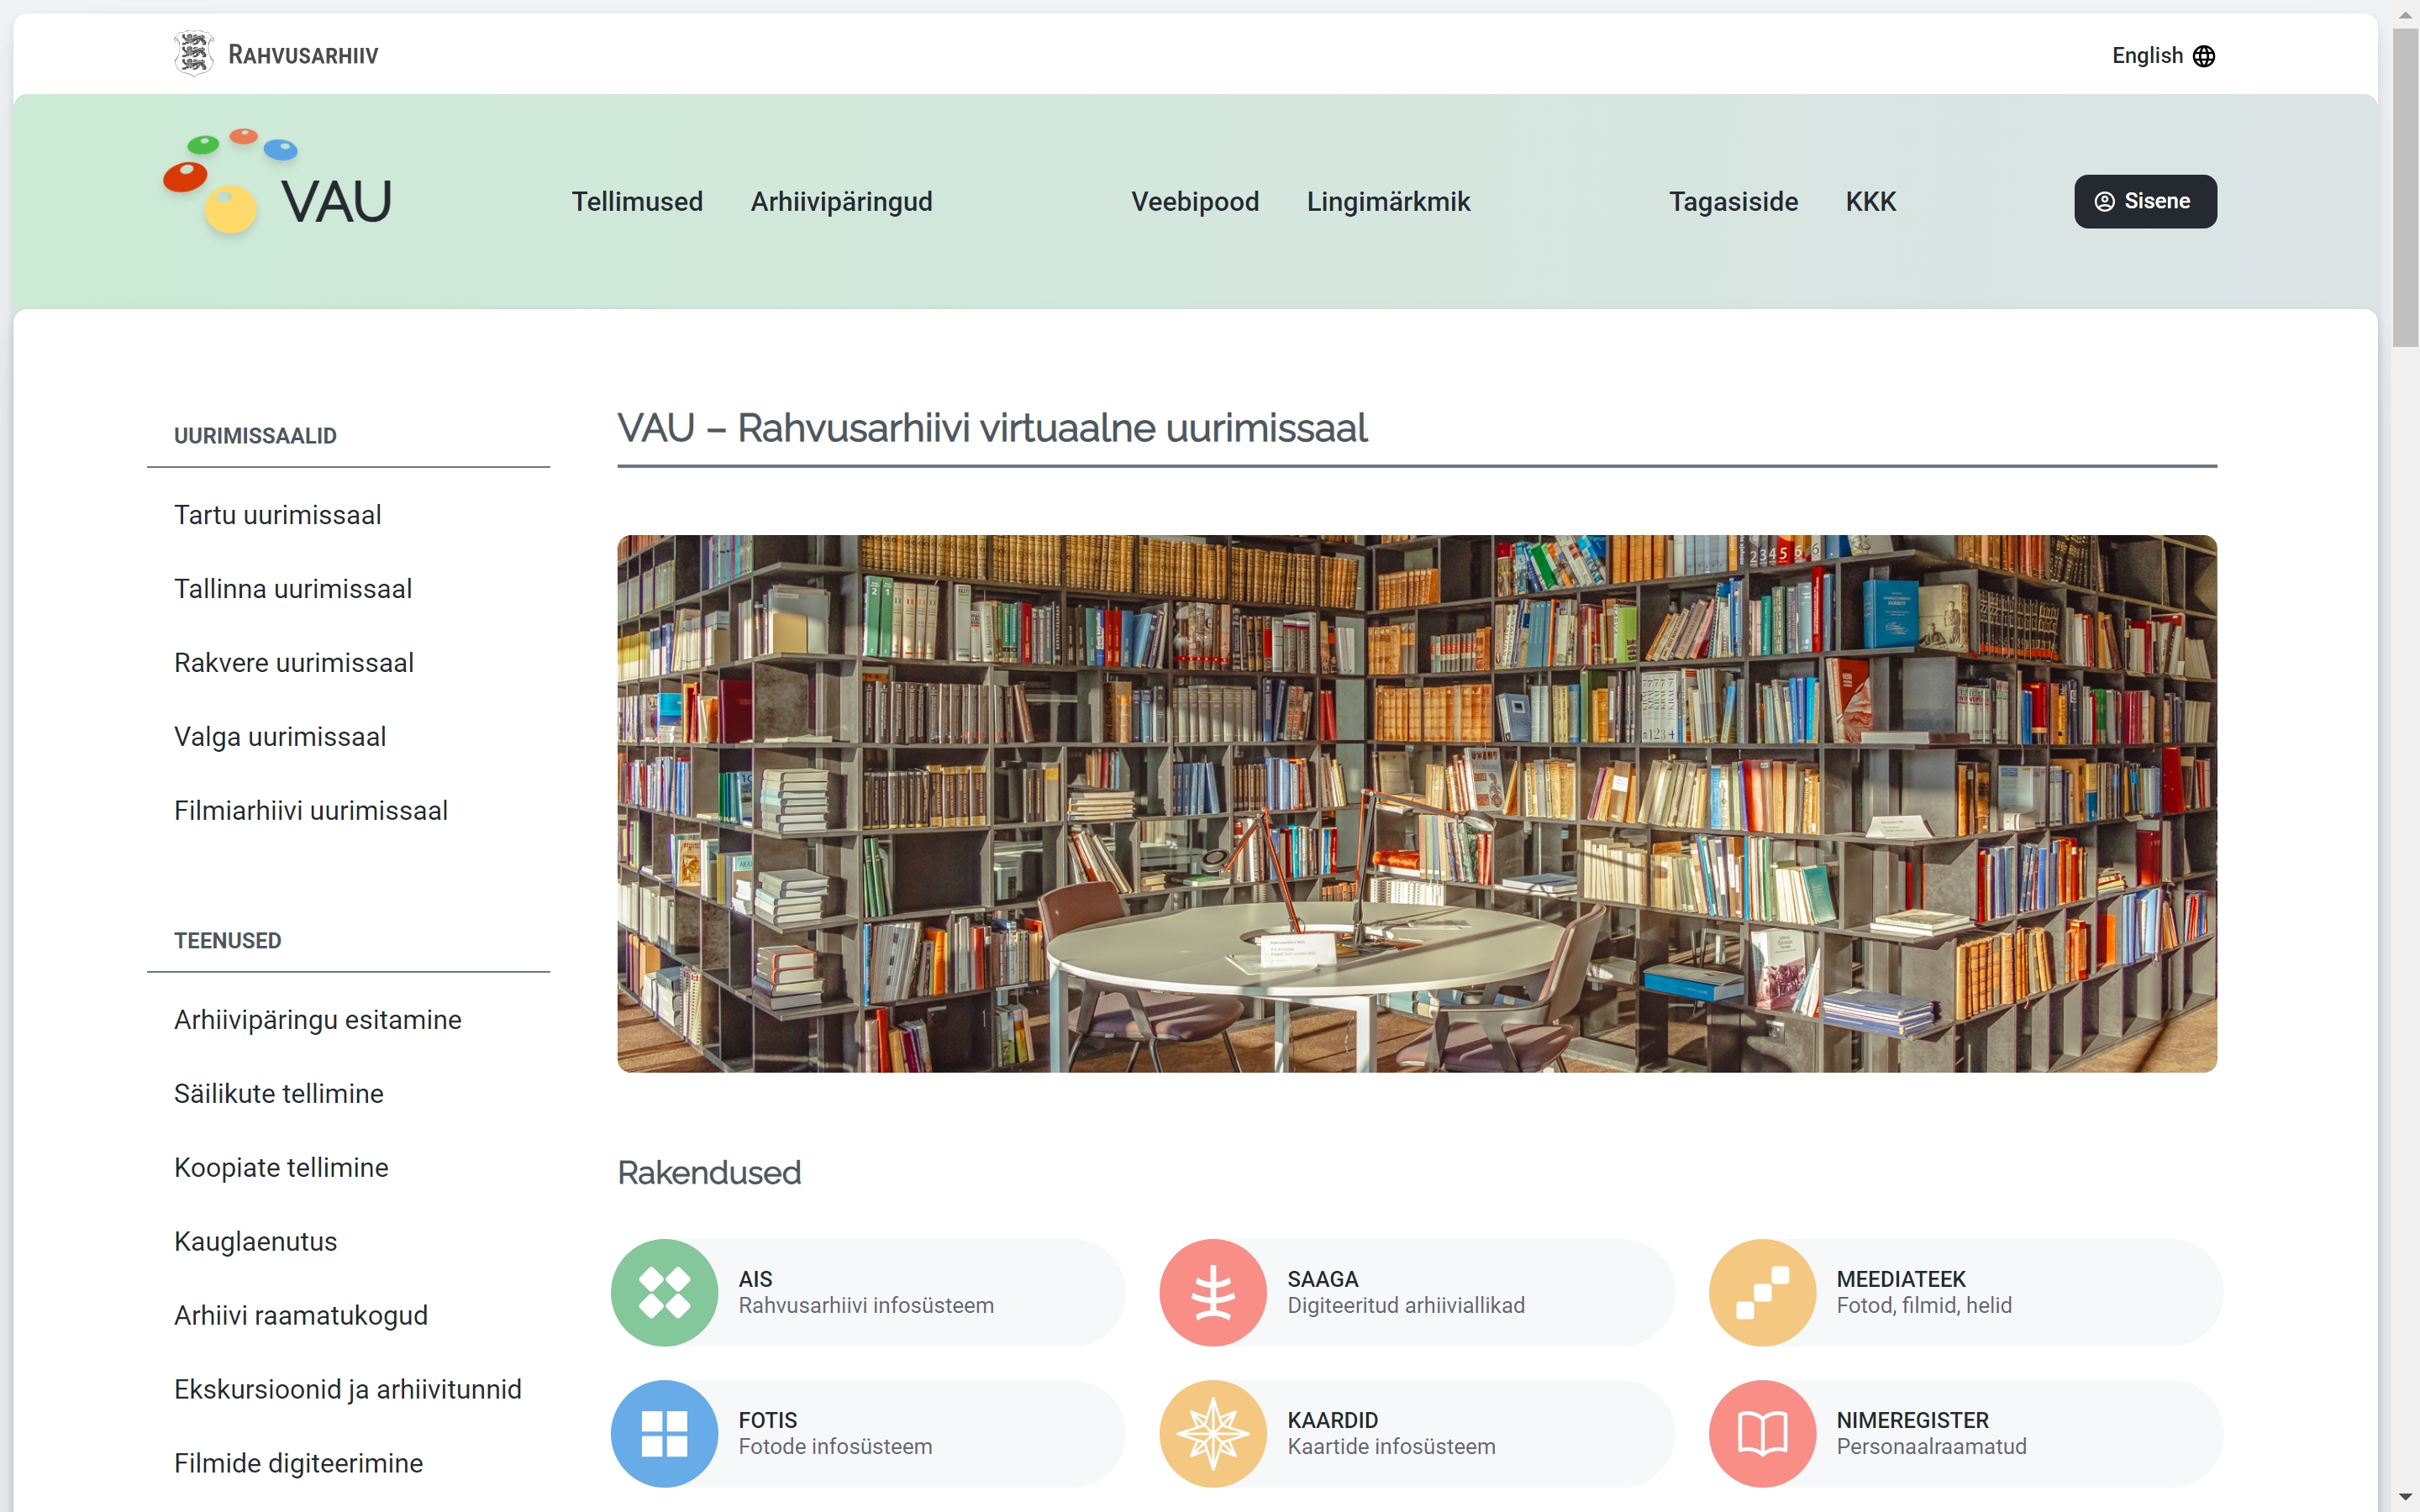 RAHVUSARHIIV
English
VAU
Tellimused
Arhiivipäringud
Veebipood
Lingimärkmik
Tagasiside
KKK
Sisene
UURIMISSAALID
Tartu uurimissaal
Tallinna uurimissaal
Rakvere uurimissaal
Valga uurimissaal
Filmiarhiivi uurimissaal
TEENUSED
Arhiivipäringu esitamine
Säilikute tellimine
Koopiate tellimine
Kauglaenutus
Arhiivi raamatukogud
Ekskursioonid ja arhiivitunnid
Filmide digiteerimine
VAU – Rahvusarhiivi virtuaalne uurimissaal
Rakendused
AIS
Rahvusarhiivi infosüsteem
SAAGA
Digiteeritud arhiiviallikad
MEEDIATEEK
Fotod, filmid, helid
FOTIS
Fotode infosüsteem
KAARDID
Kaartide infosüsteem
NIMEREGISTER
Personaalraamatud